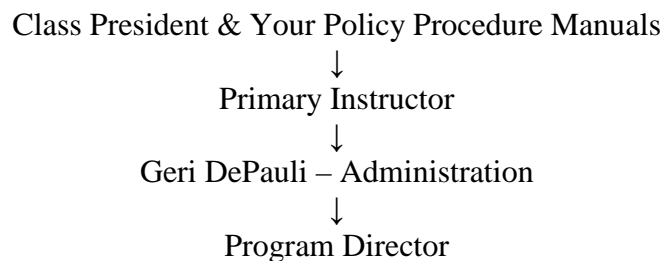 Class President & Your Policy Procedure Manuals
↓
Primary Instructor
↓
Geri DePauli – Administration
↓
Program Director